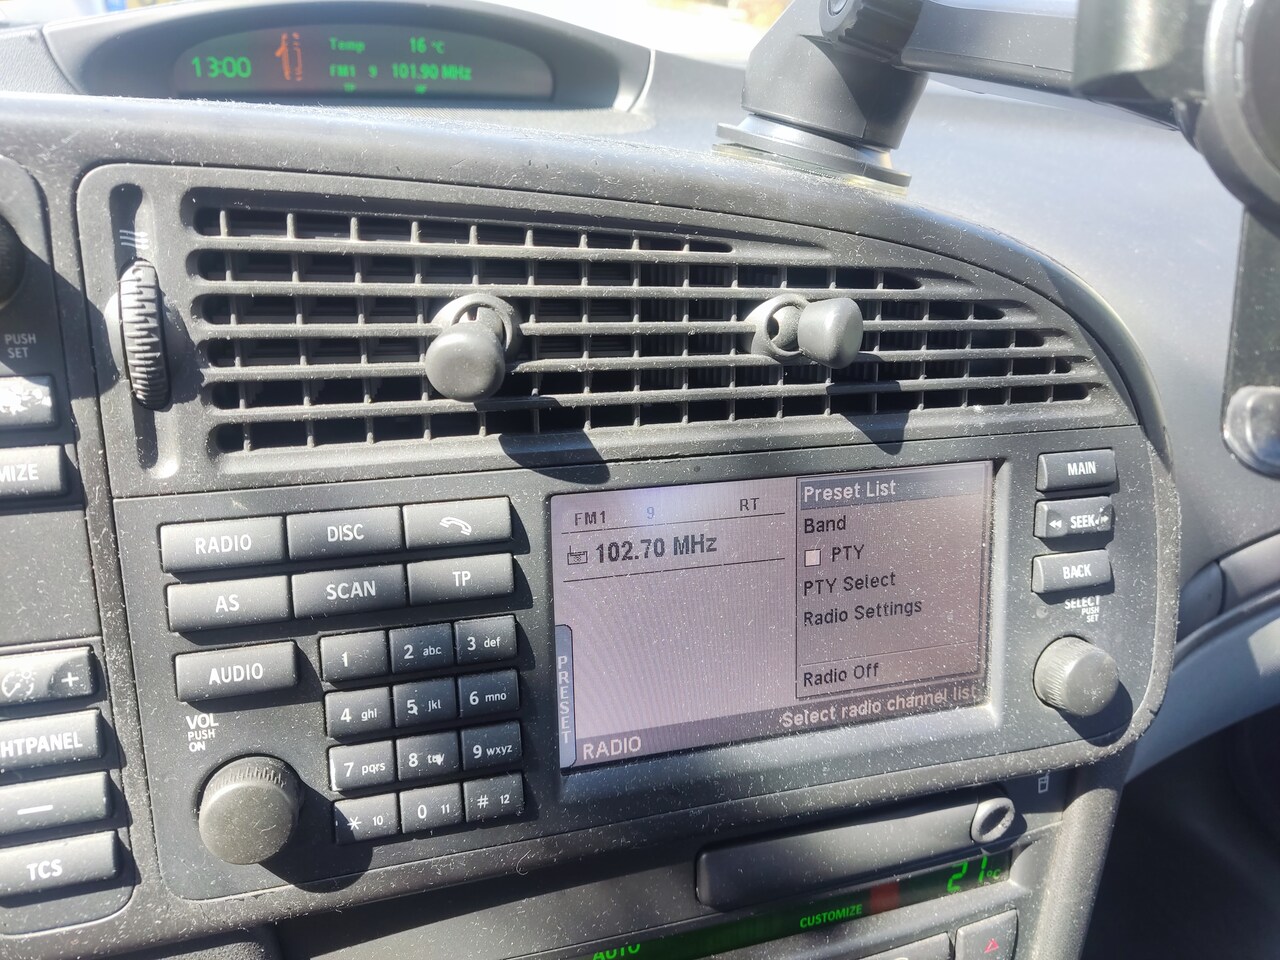 Temp 16 °C
13:00
FM1 9 101.90 MHz
TP
PUSH
SET
MIZE
MAIN
SEEK
BACK
SELECT
PUSH
SET
RADIO
DISC
AS
SCAN
TP
AUDIO
1
2 abc
3 def
4 ghi
5 jkl
6 mno
7 pqrs
8 tuv
9 wxyz
* 10
0 11
# 12
VOL
PUSH
ON
FM1 9 RT
102.70 MHz
PRESET
RADIO
Preset List
Band
PTY
PTY Select
Radio Settings
Radio Off
Select radio channel list
+
HTPANEL
—
TCS
21 °C
CUSTOMIZE
AUTO